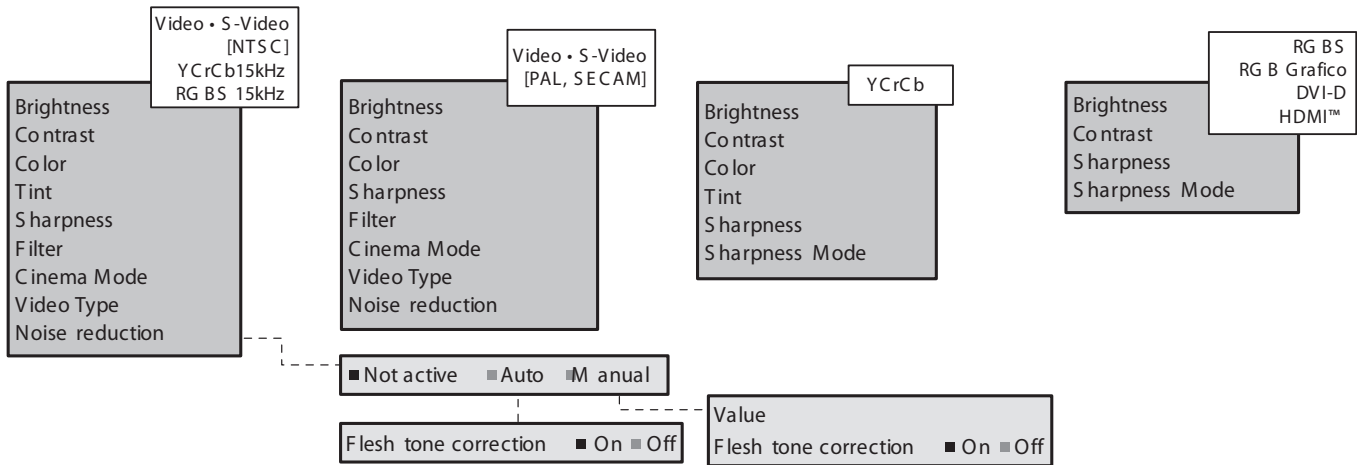 Video • S-Video
[NTSC]
YCrCb15kHz
RGBS 15kHz
Brightness
Contrast
Color
Tint
Sharpness
Filter
Cinema Mode
Video Type
Noise reduction
Video • S-Video
[PAL, SECAM]
Brightness
Contrast
Color
Sharpness
Filter
Cinema Mode
Video Type
Noise reduction
YCrCb
Brightness
Contrast
Color
Tint
Sharpness
Sharpness Mode
RGBS
RGB Grafico
DVI-D
HDMI™
Brightness
Contrast
Sharpness
Sharpness Mode
Not active Auto Manual
Flesh tone correction On Off
Value
Flesh tone correction On Off